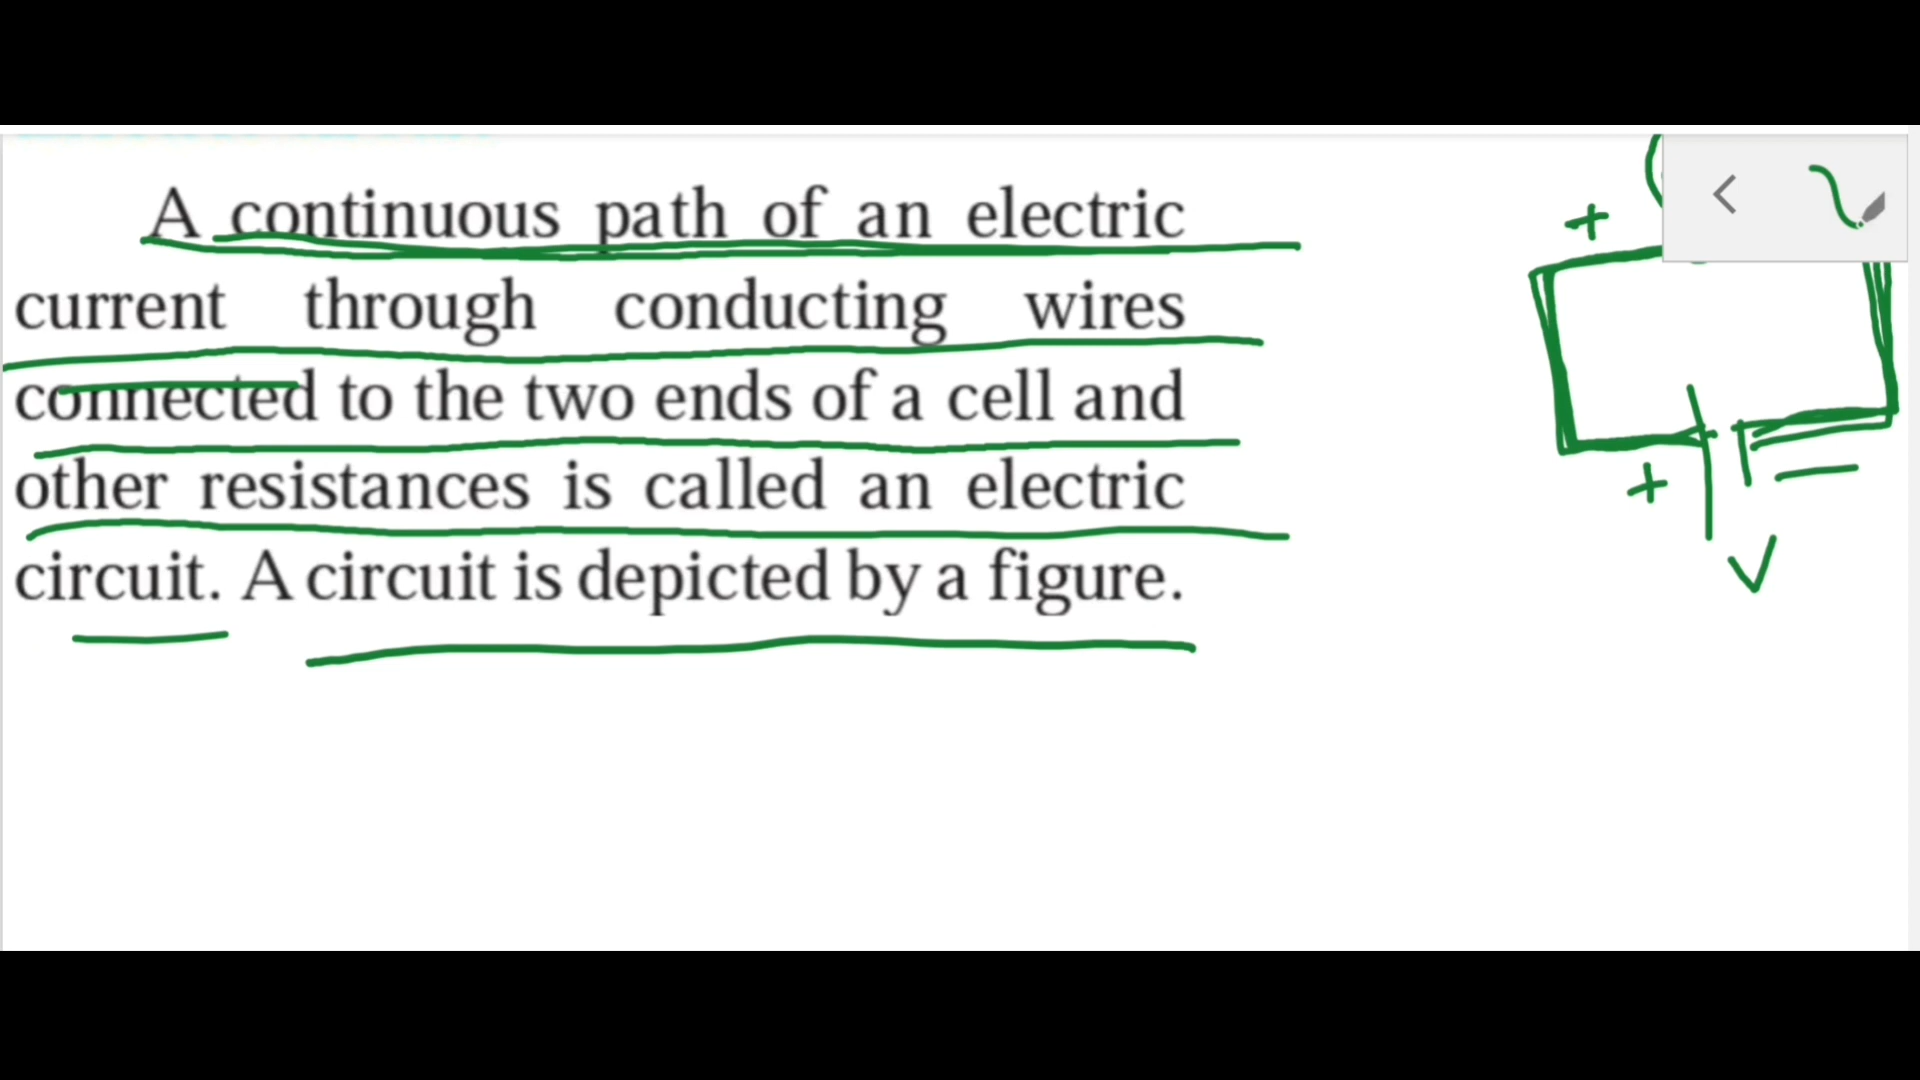 A continuous path of an electric
current through conducting wires
connected to the two ends of a cell and
other resistances is called an electric
circuit. A circuit is depicted by a figure.
+
+
V